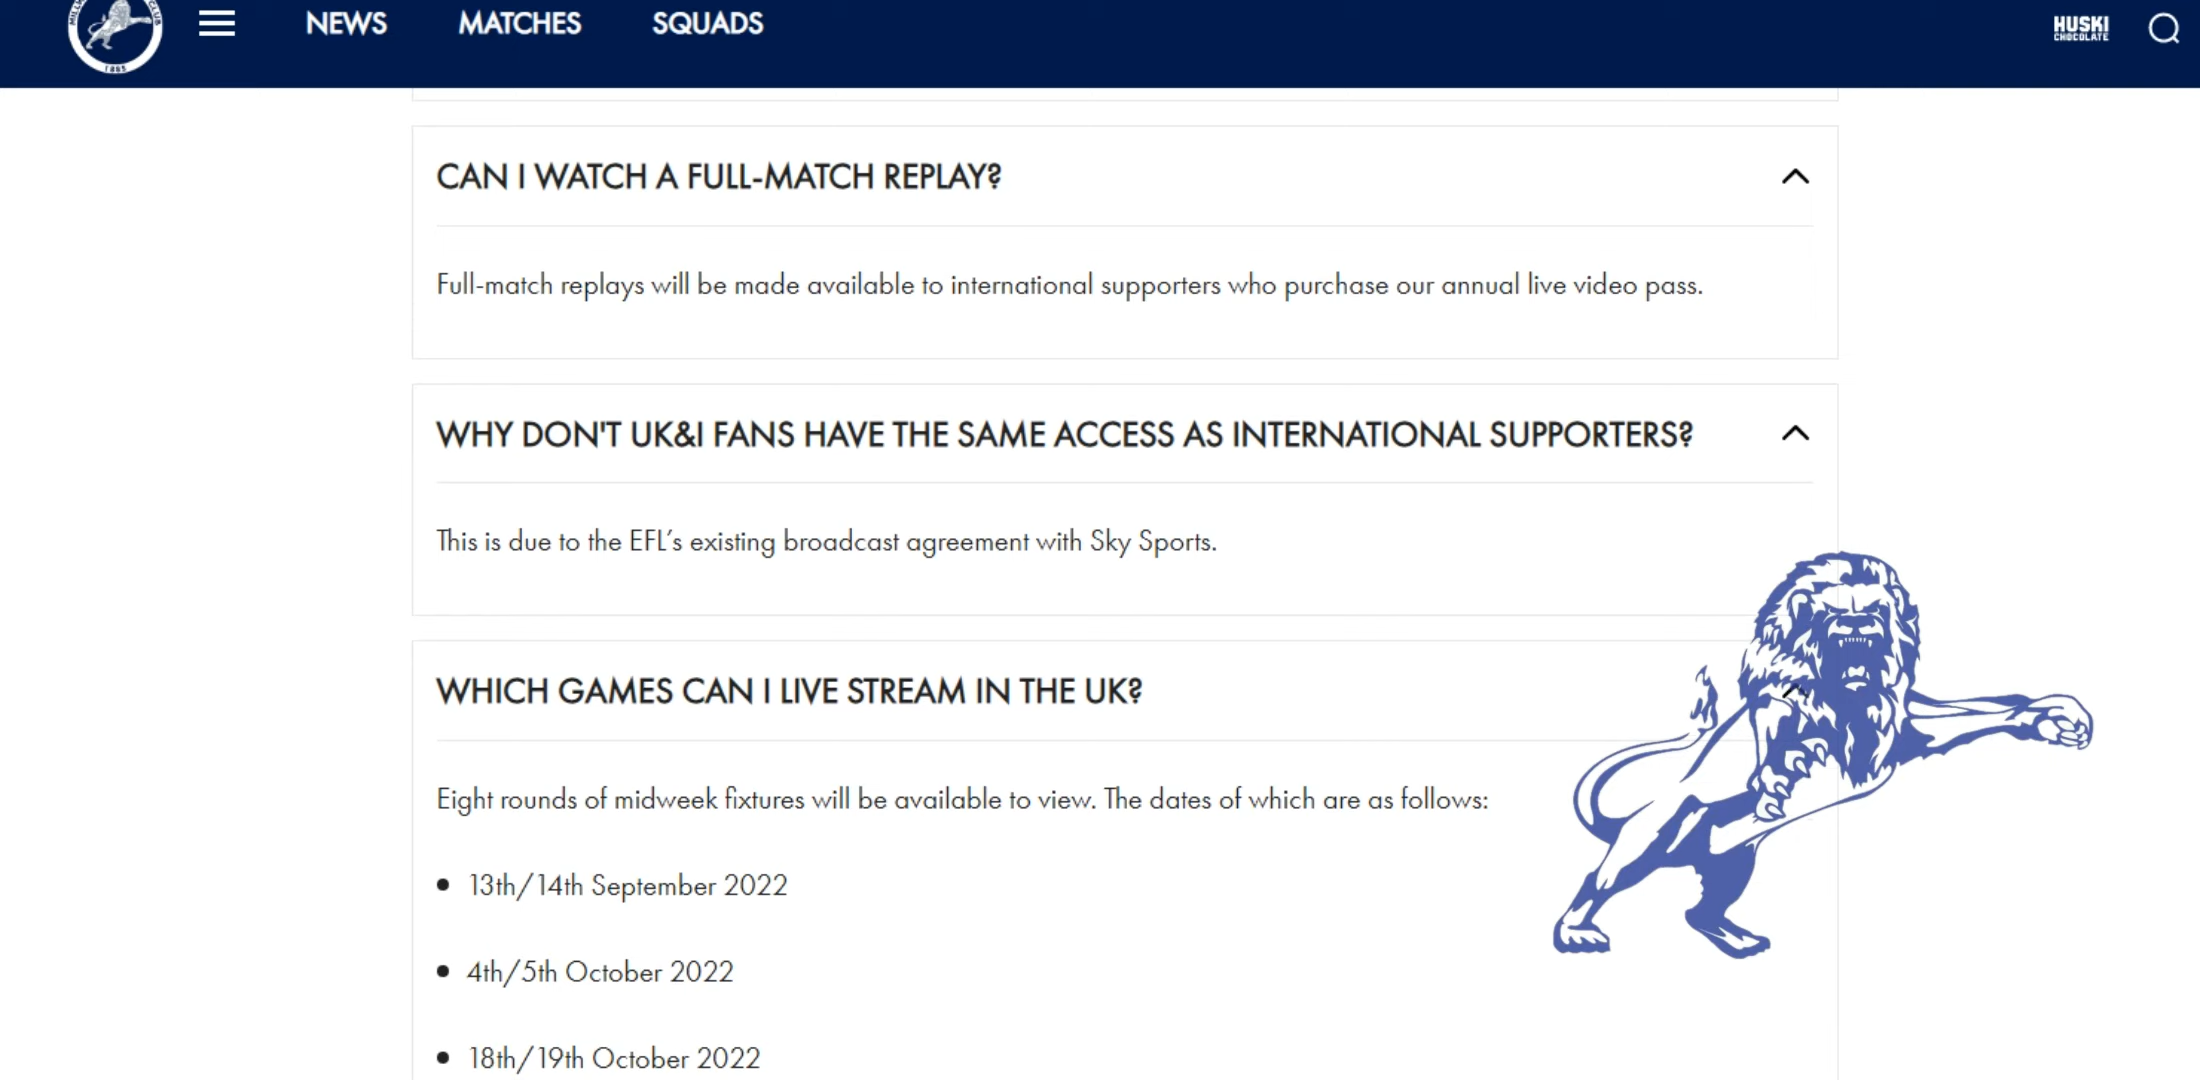 NEWS MATCHES SQUADS
HUSKI
CHOCOLATE
1885
CAN I WATCH A FULL-MATCH REPLAY?
Full-match replays will be made available to international supporters who purchase our annual live video pass.
WHY DON'T UK&I FANS HAVE THE SAME ACCESS AS INTERNATIONAL SUPPORTERS?
This is due to the EFL’s existing broadcast agreement with Sky Sports.
WHICH GAMES CAN I LIVE STREAM IN THE UK?
Eight rounds of midweek fixtures will be available to view. The dates of which are as follows:
• 13th/14th September 2022
• 4th/5th October 2022
• 18th/19th October 2022